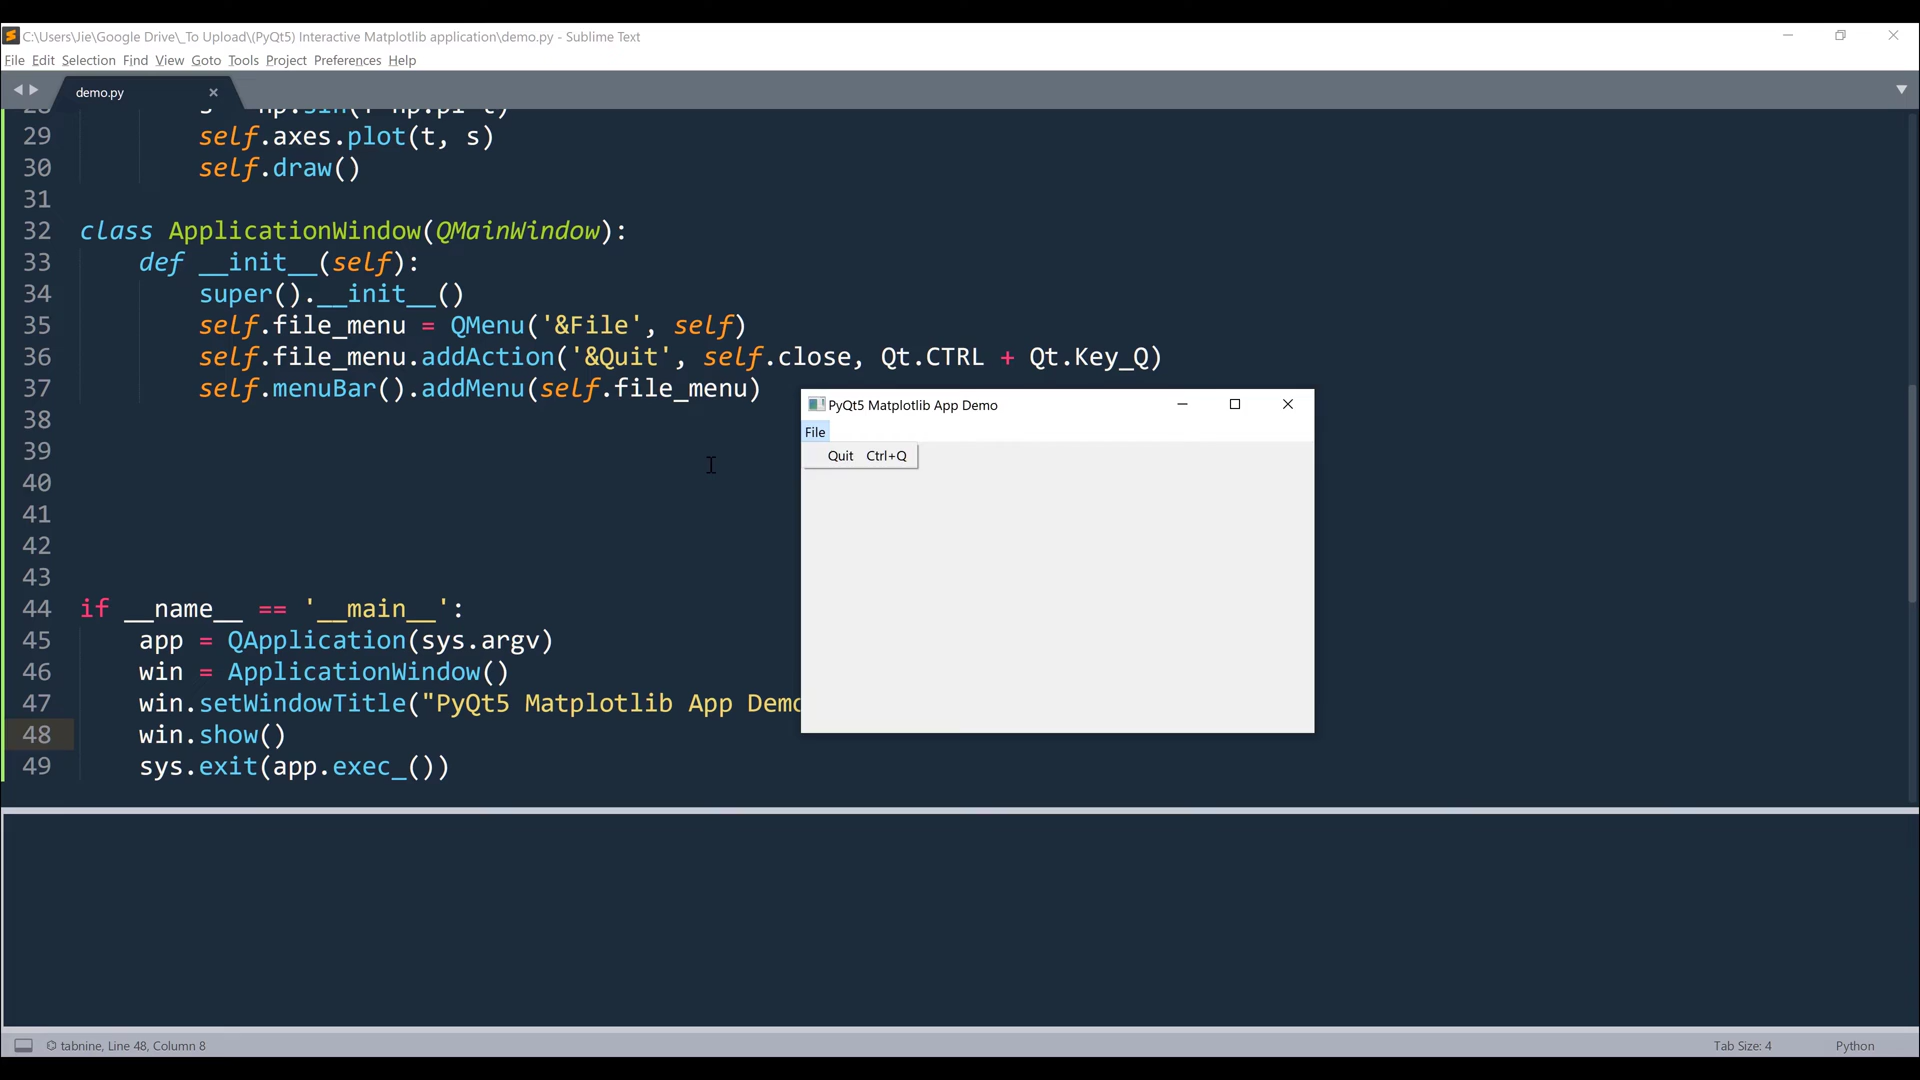 C:\Users\Jie\Google Drive\_To Upload\(PyQt5) Interactive Matplotlib application\demo.py - Sublime Text
File Edit Selection Find View Goto Tools Project Preferences Help
demo.py
29 self.axes.plot(t, s)
30 self.draw()
31
32 class ApplicationWindow(QMainWindow):
33 def __init__(self):
34 super().__init__()
35 self.file_menu = QMenu('&File', self)
36 self.file_menu.addAction('&Quit', self.close, Qt.CTRL + Qt.Key_Q)
37 self.menuBar().addMenu(self.file_menu)
38
39
40
41
42
43
44 if __name__ == '__main__':
45 app = QApplication(sys.argv)
46 win = ApplicationWindow()
47 win.setWindowTitle("PyQt5 Matplotlib App Demo
48 win.show()
49 sys.exit(app.exec_())
PyQt5 Matplotlib App Demo
File
Quit Ctrl+Q
tabnine, Line 48, Column 8
Tab Size: 4
Python